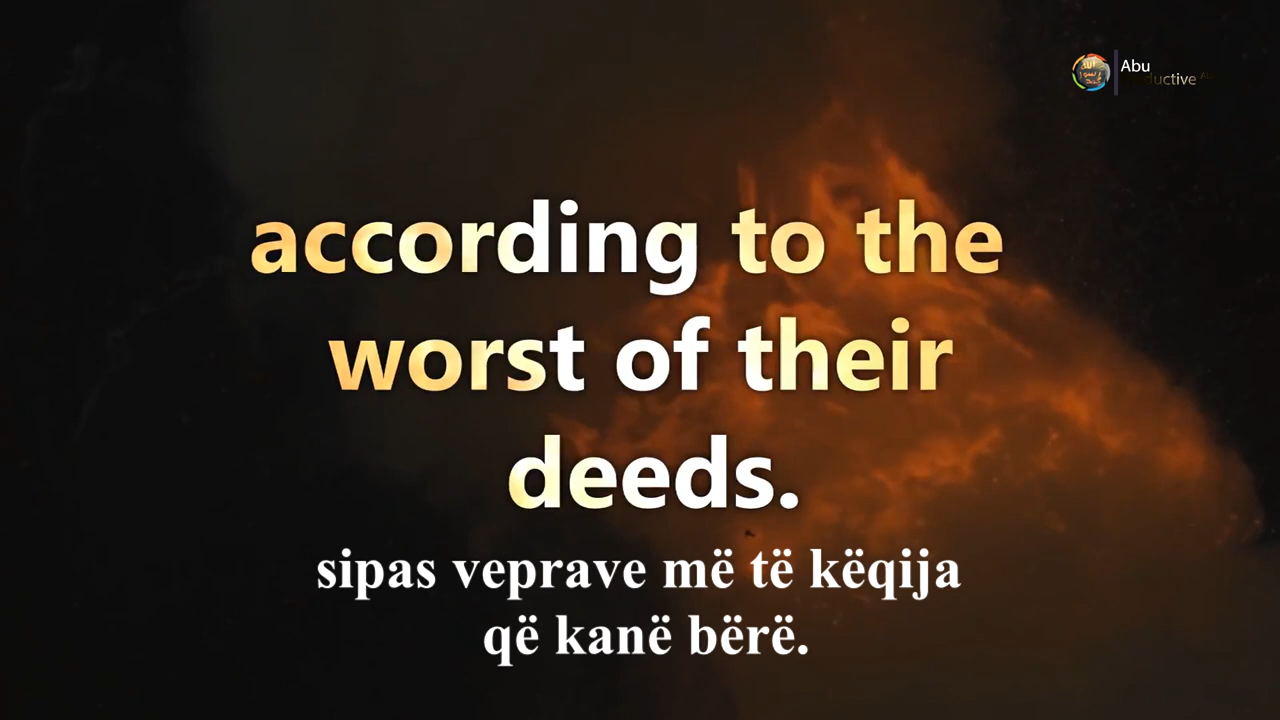 Abu
according to the
worst of their
deeds.
sipas veprave më të këqija
që kanë bërë.